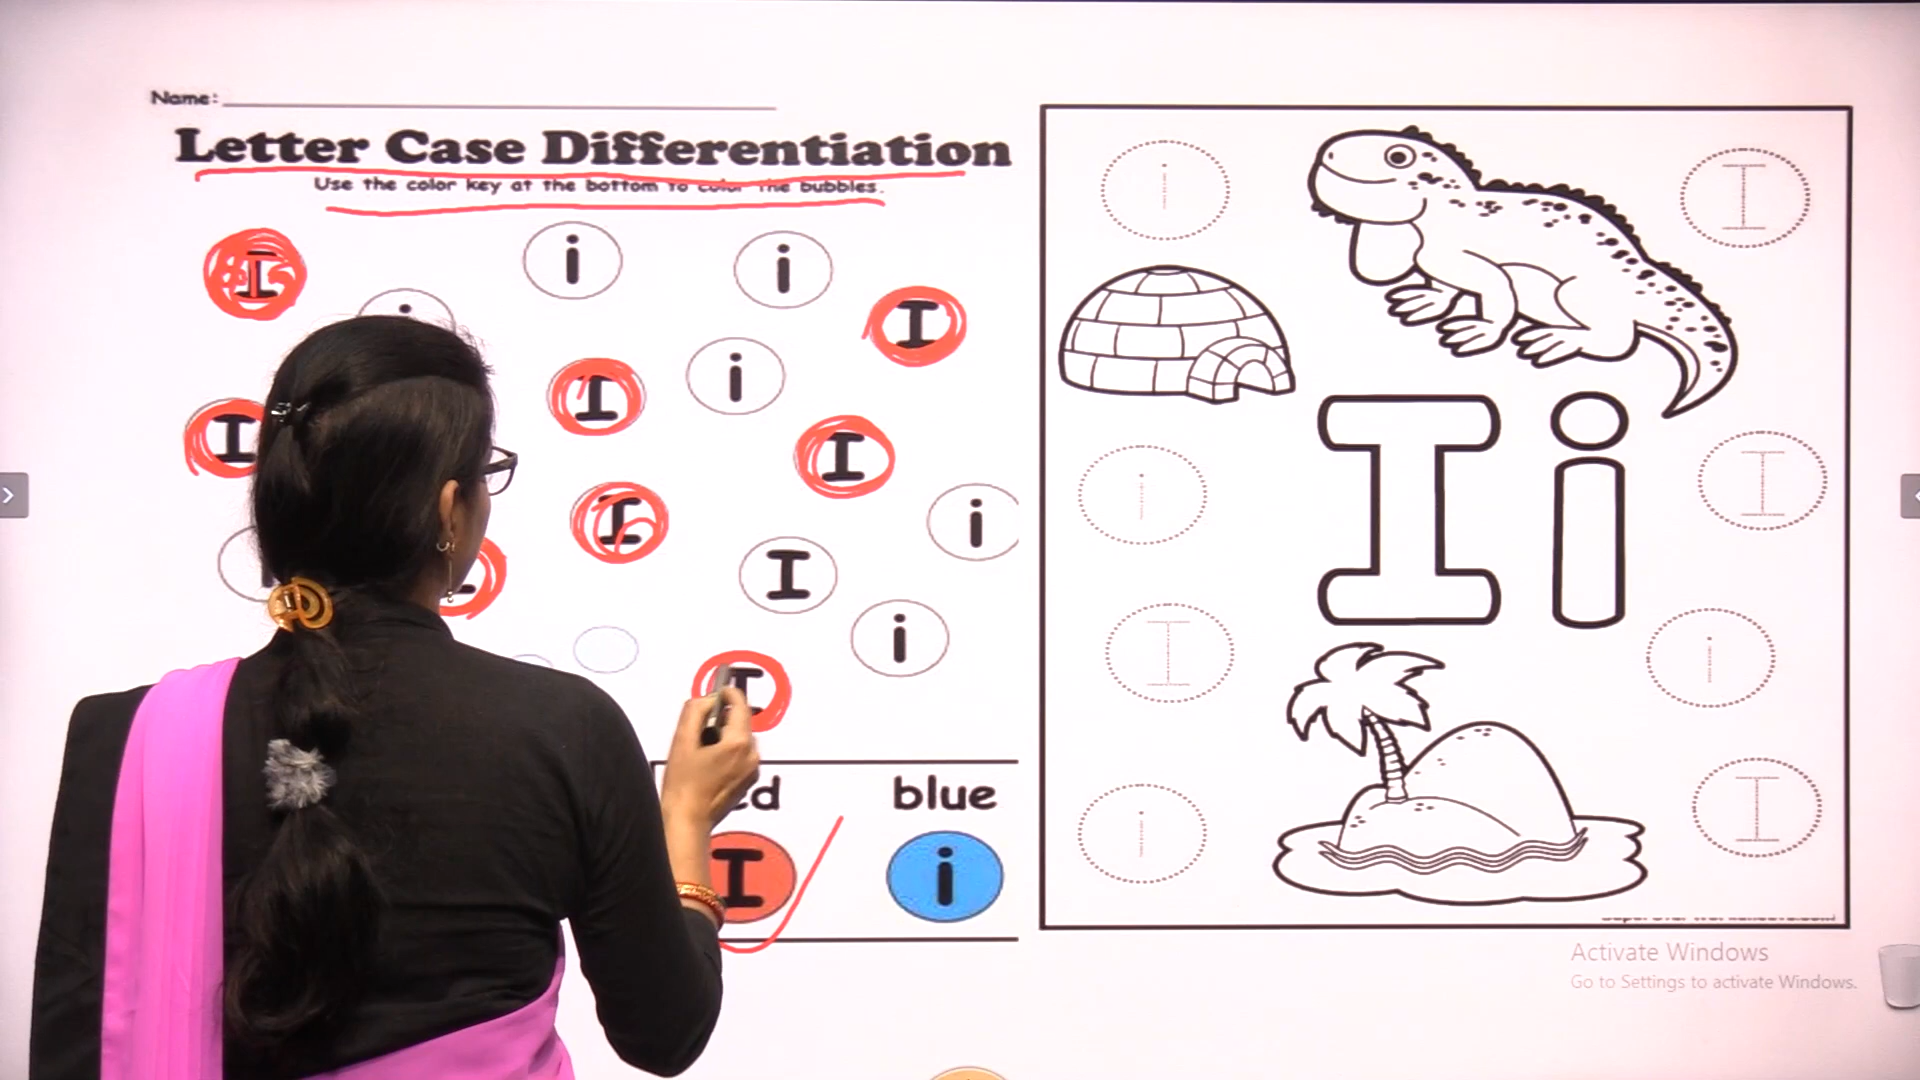 Name:
Letter Case Differentiation
Use the color key at the bottom to color the bubbles.
I
i
i
I
I
i
I
I
I
i
I
i
I
blue
I
i
i
I
I i
i
I
I
i
i
I
Activate Windows
Go to Settings to activate Windows.